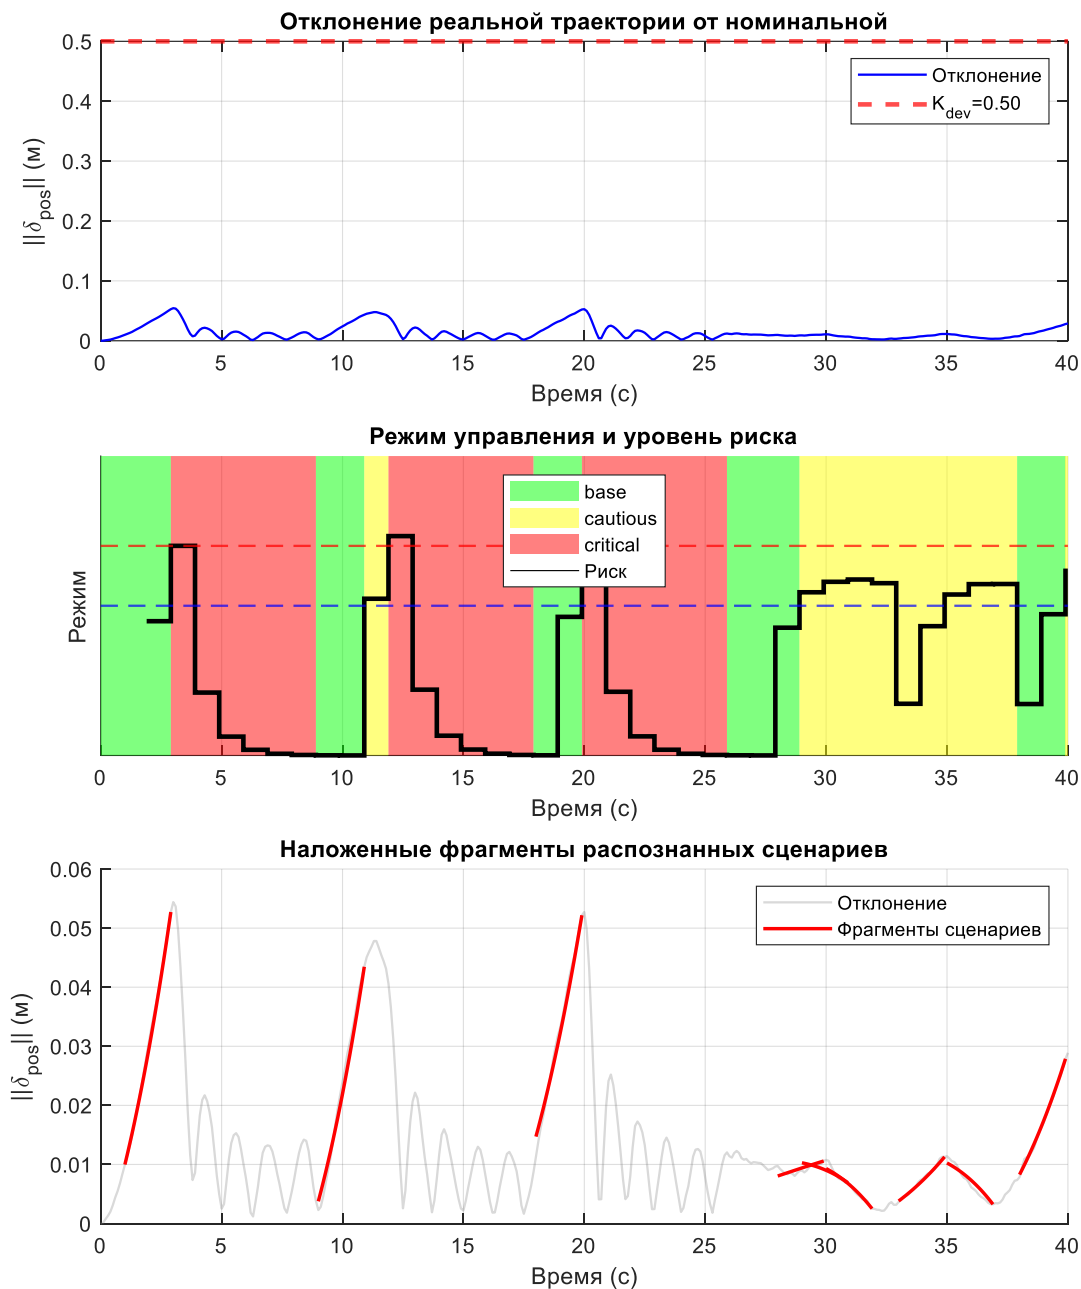 Отклонение реальной траектории от номинальной
0.5
0.4
0.3
0.2
0.1
0
||δpos|| (м)
Отклонение
Kdev=0.50
0 5 10 15 20 25 30 35 40
Время (с)
Режим управления и уровень риска
Режим
base
cautious
critical
Риск
0 5 10 15 20 25 30 35 40
Время (с)
Наложенные фрагменты распознанных сценариев
0.06
0.05
0.04
0.03
0.02
0.01
0
||δpos|| (м)
Отклонение
Фрагменты сценариев
0 5 10 15 20 25 30 35 40
Время (с)